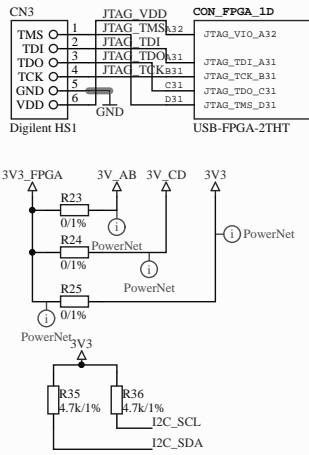 CN3
JTAG_VDD
CON_FPGA_1D
TMS 1 JTAG_TMS A32 JTAG_VIO_A32
TDI 2 JTAG_TDI
TDO 3 JTAG_TDO A31 JTAG_TDI_A31
TCK 4 JTAG_TCK B31 JTAG_TCK_B31
GND 5 C31 JTAG_TDO_C31
VDD 6 D31 JTAG_TMS_D31
GND
Digilent HS1
USB-FPGA-2THT
3V3_FPGA 3V_AB 3V_CD 3V3
R23
0/1%
i
i PowerNet
PowerNet
R24
0/1%
i
PowerNet
R25
0/1%
i
PowerNet
3V3
R35 R36
4.7k/1% 4.7k/1%
I2C_SCL
I2C_SDA